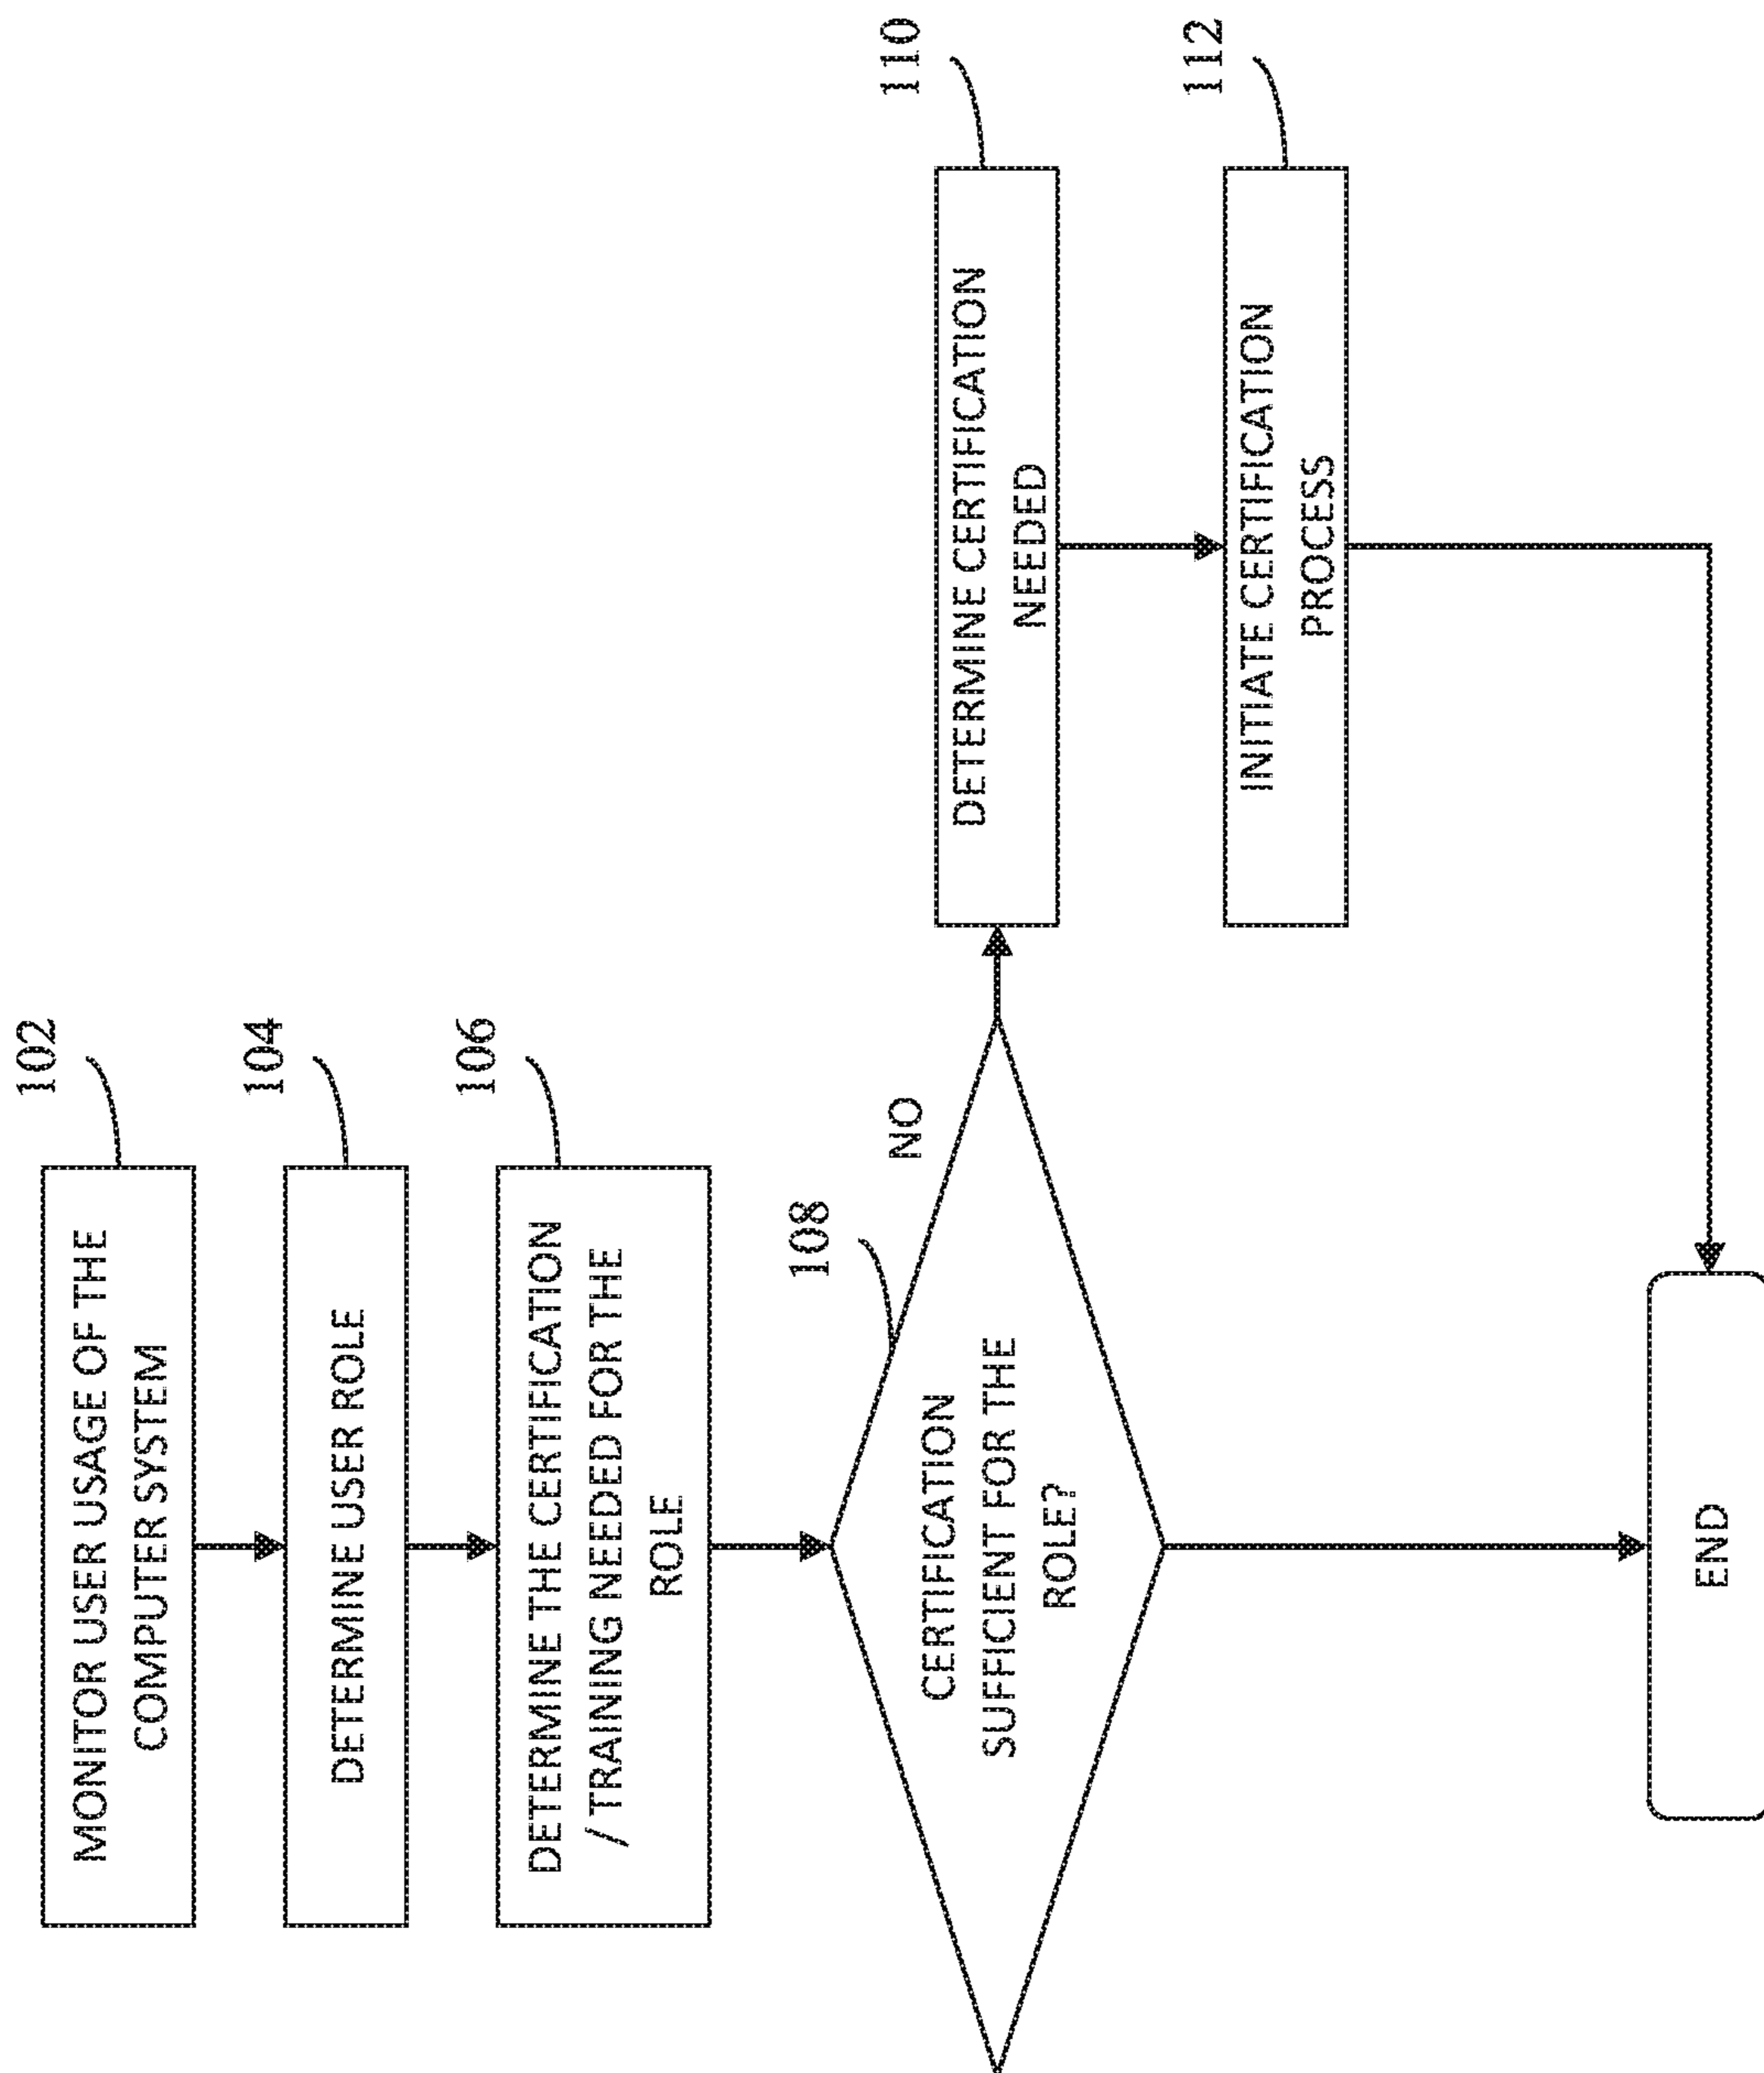 102
MONITOR USER USAGE OF THE
COMPUTER SYSTEM
104
DETERMINE USER ROLE
106
DETERMINE THE CERTIFICATION
/ TRAINING NEEDED FOR THE
ROLE
108
CERTIFICATION
SUFFICIENT FOR THE
ROLE?
NO
110
DETERMINE CERTIFICATION
NEEDED
112
INITIATE CERTIFICATION
PROCESS
END